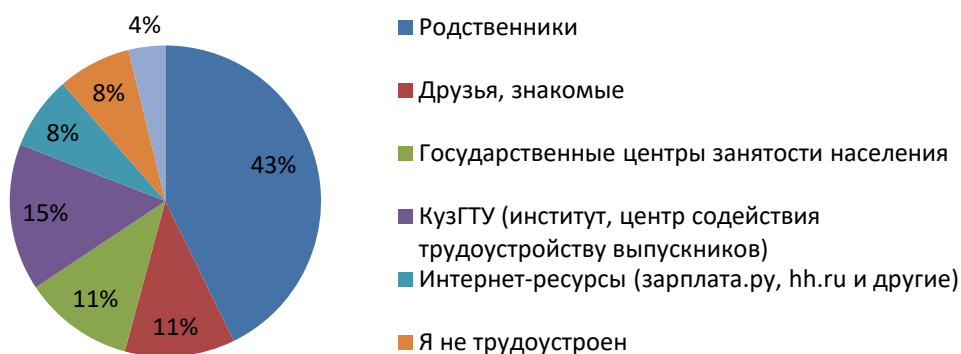 4%
8%
8%
43%
15%
11%
11%
Родственники
Друзья, знакомые
Государственные центры занятости населения
КузГТУ (институт, центр содействия
трудоустройству выпускников)
Интернет-ресурсы (зарплата.ру, hh.ru и другие)
Я не трудоустроен